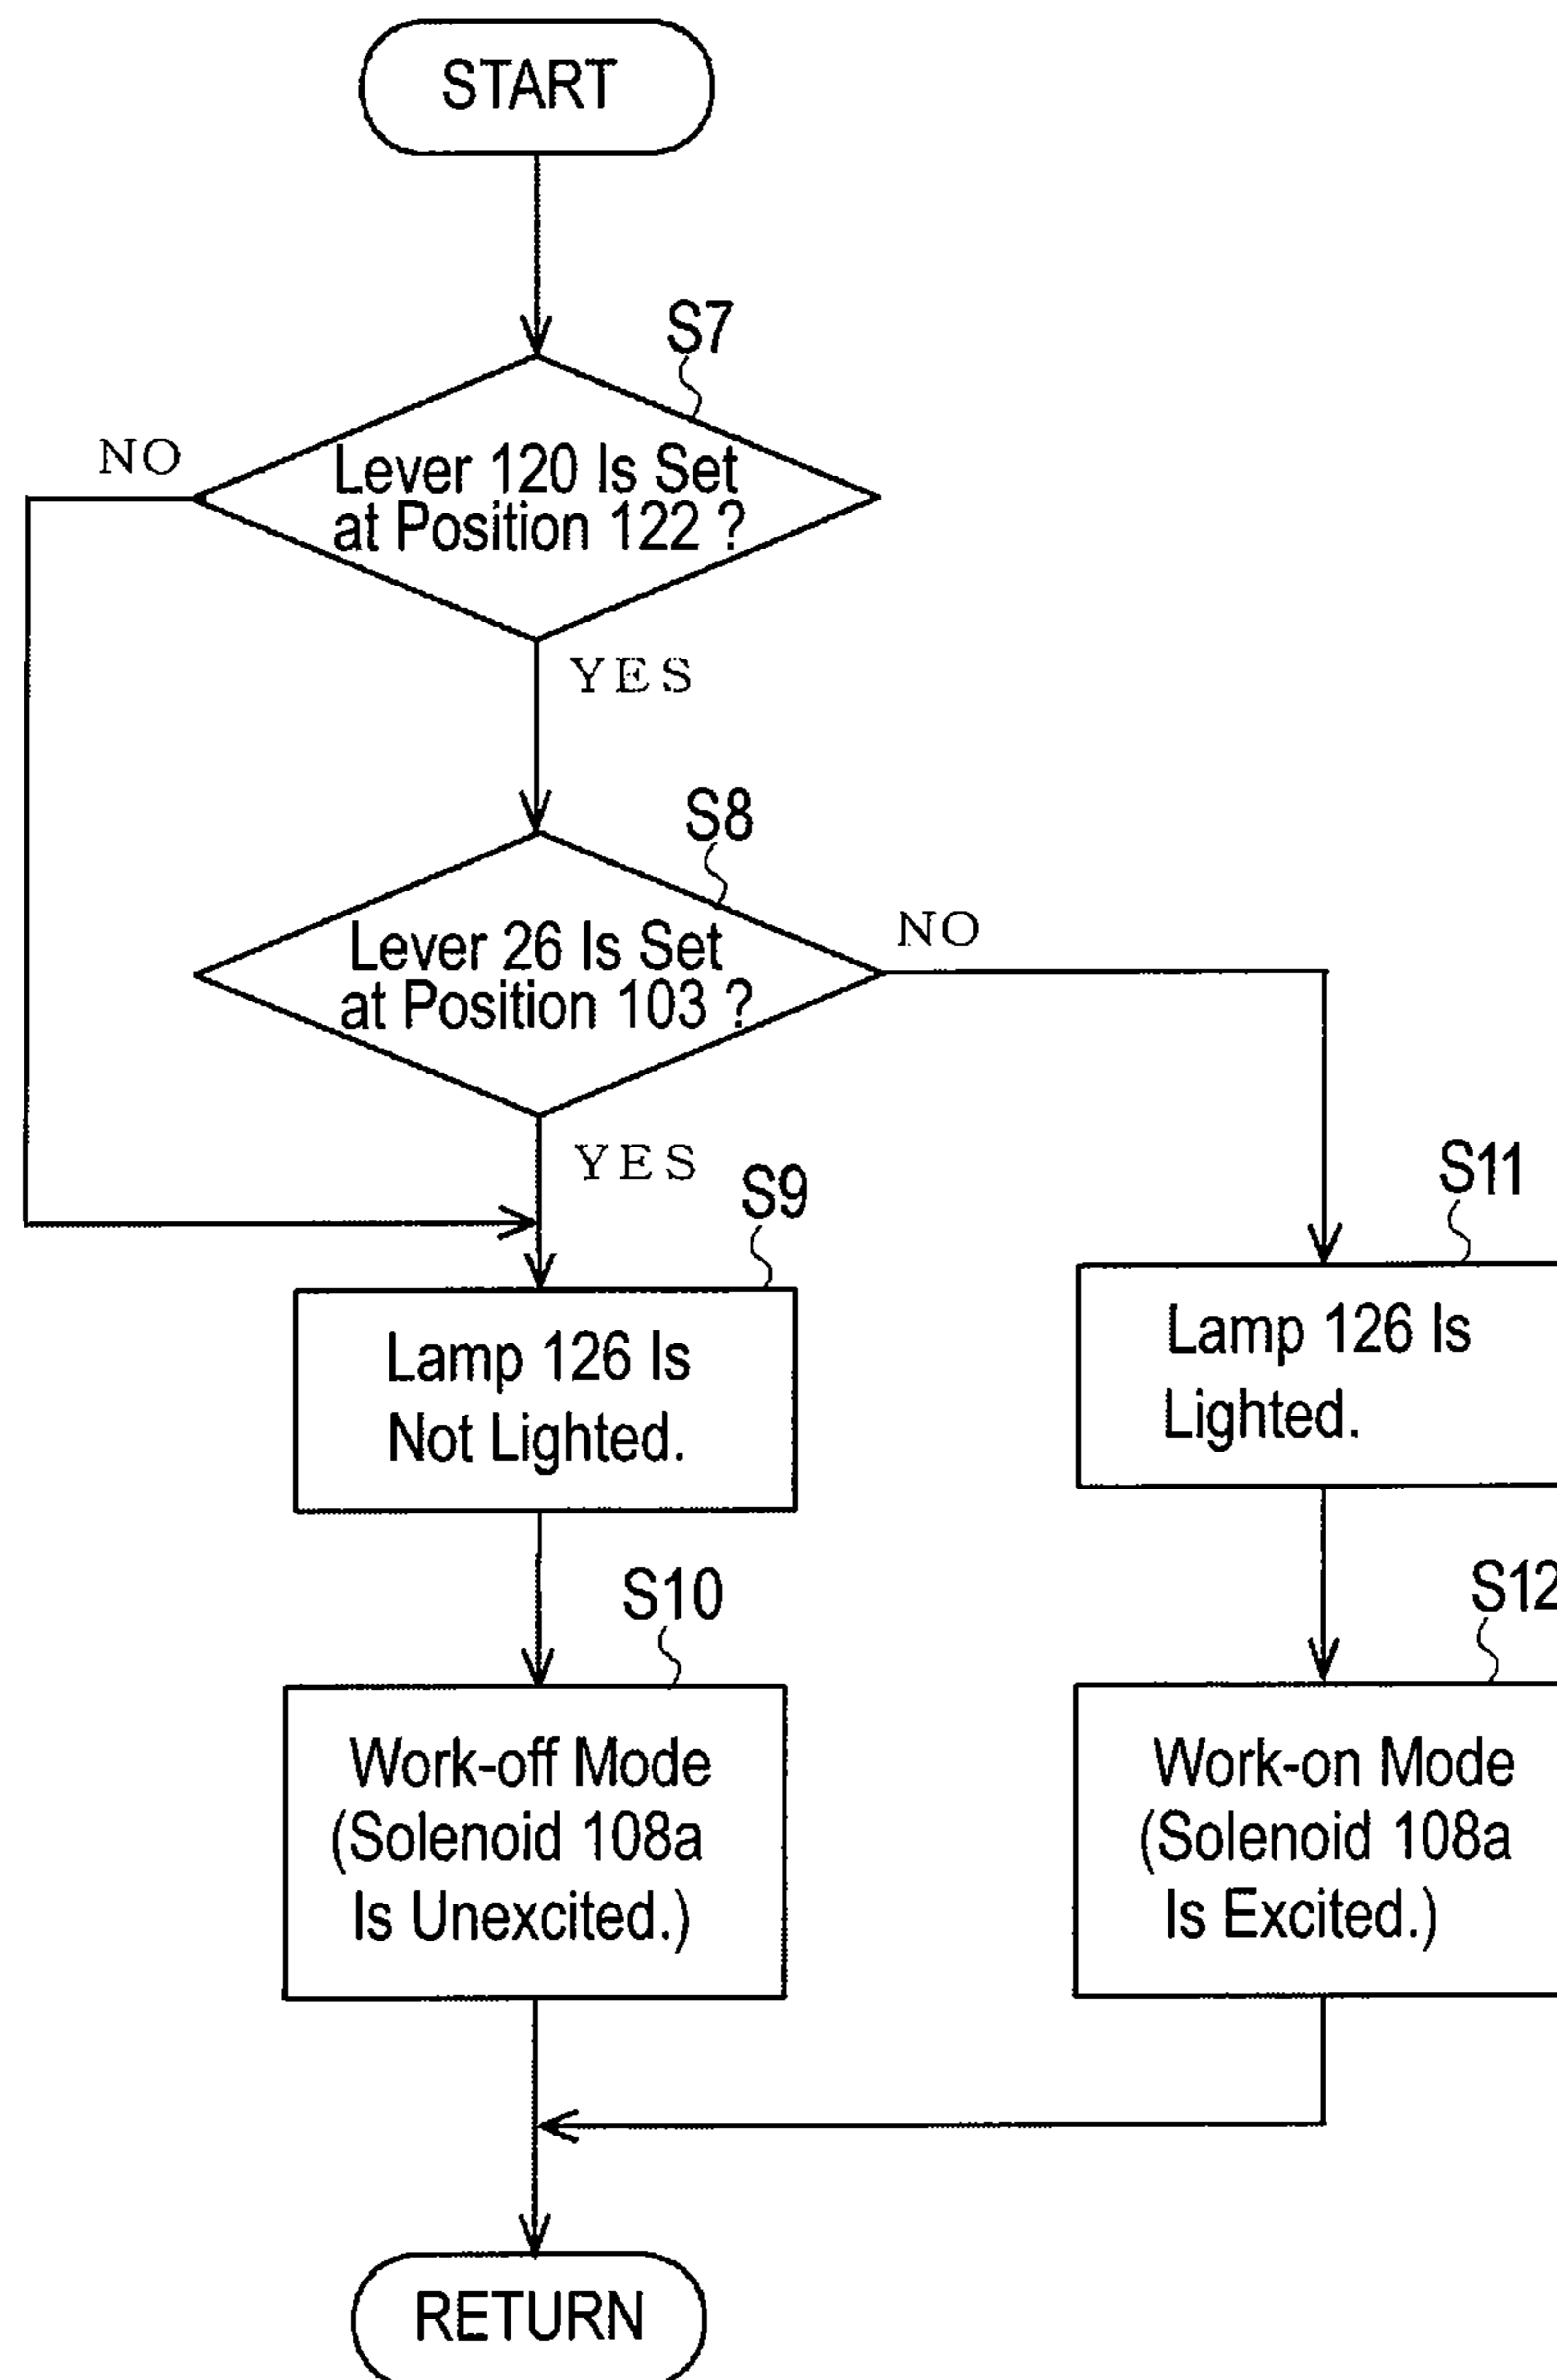 START
S7
NO
Lever 120 Is Set
at Position 122 ?
YES
S8
NO
Lever 26 Is Set
at Position 103 ?
YES
S9
S11
Lamp 126 Is
Not Lighted.
Lamp 126 Is
Lighted.
S10
S12
Work-off Mode
(Solenoid 108a
Is Unexcited.)
Work-on Mode
(Solenoid 108a
Is Excited.)
RETURN